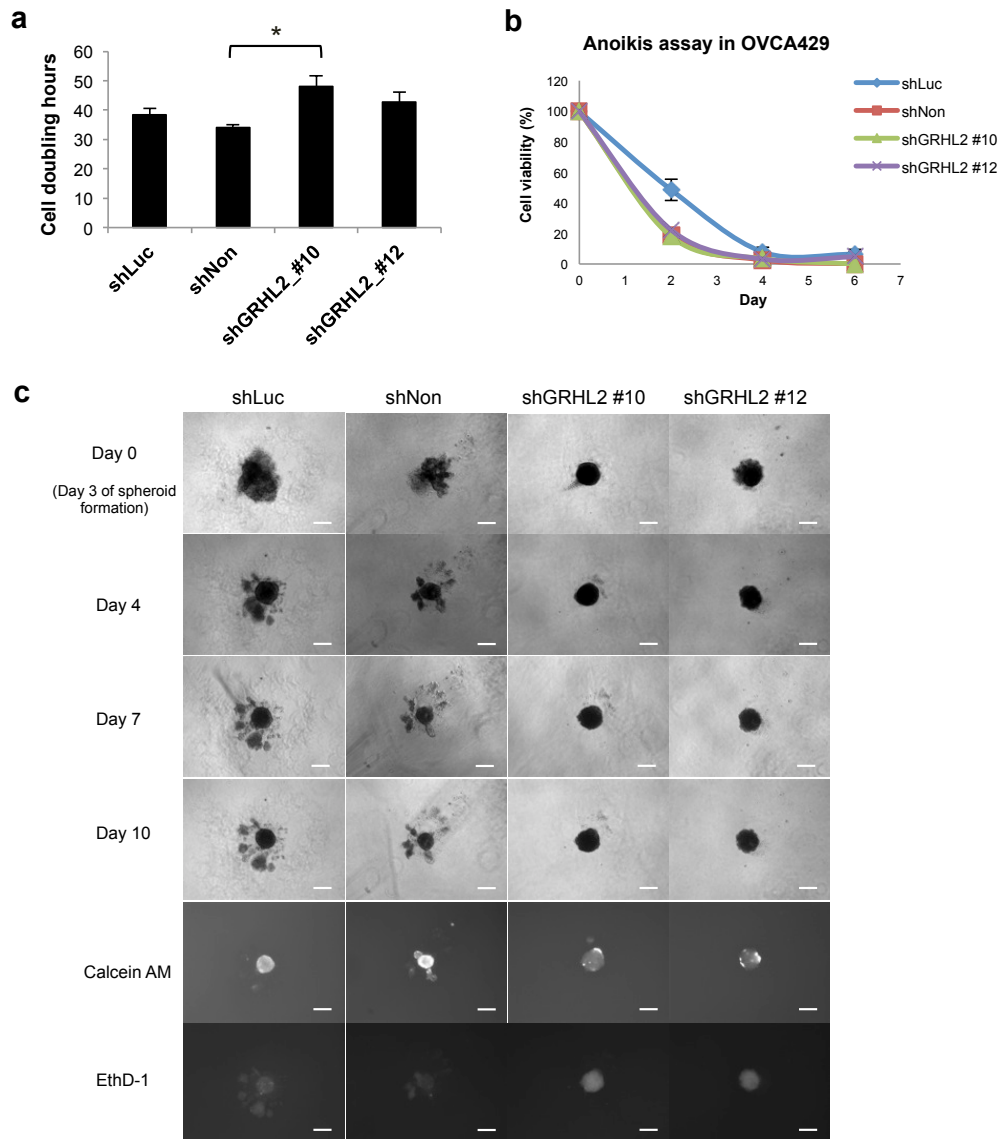 a
*
Cell doubling hours
60
50
40
30
20
10
0
shLuc
shNon
shGRHL2_#10
shGRHL2_#12
b
Anoikis assay in OVCA429
Cell viability (%)
120
100
80
60
40
20
0
0 1 2 3 4 5 6 7
Day
shLuc
shNon
shGRHL2 #10
shGRHL2 #12
c
shLuc shNon shGRHL2 #10 shGRHL2 #12
Day 0
(Day 3 of spheroid
formation)
Day 4
Day 7
Day 10
Calcein AM
EthD-1